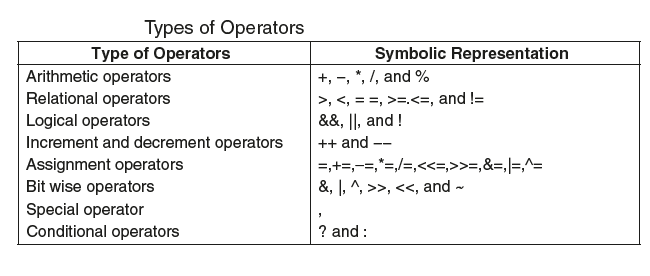 Types of Operators
Type of Operators Symbolic Representation
Arithmetic operators +, –, *, /, and %
Relational operators >, <, = =, >=.<=, and !=
Logical operators &&, ||, and !
Increment and decrement operators ++ and ––
Assignment operators =,+=,–=,*=,/=,<<=,>>=,&=,|=,^=
Bit wise operators &, |, ^, >>, <<, and ~
Special operator ,
Conditional operators ? and :